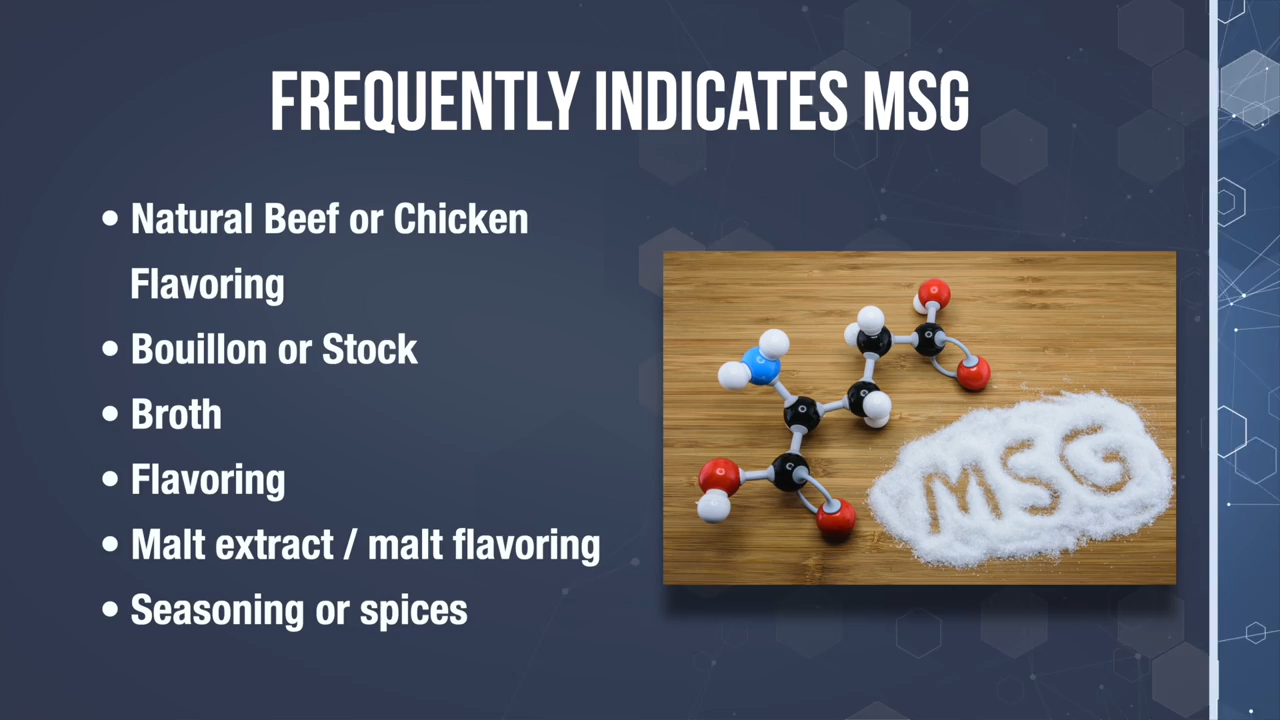 FREQUENTLY INDICATES MSG
• Natural Beef or Chicken
Flavoring
• Bouillon or Stock
• Broth
• Flavoring
• Malt extract / malt flavoring
• Seasoning or spices
MSG